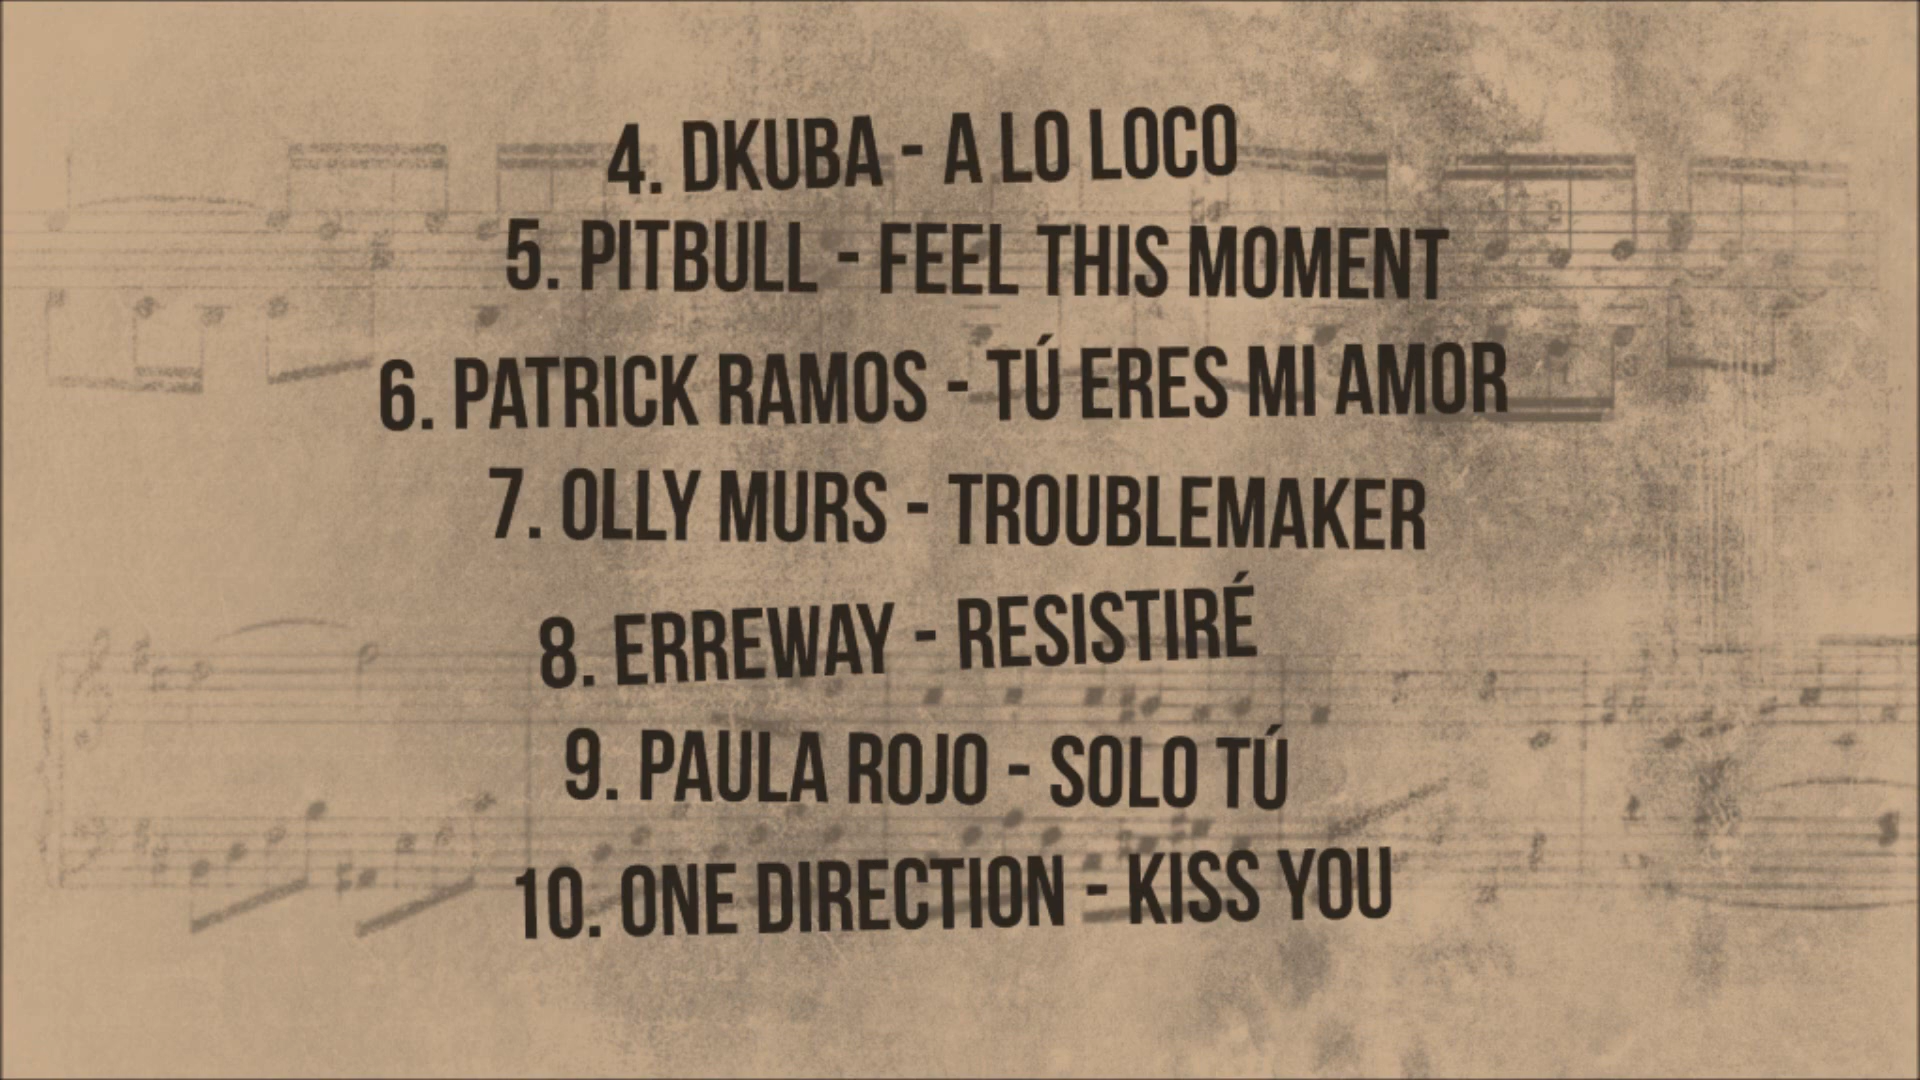 4. DKUBA - A LO LOCO
5. PITBULL - FEEL THIS MOMENT
6. PATRICK RAMOS - TÚ ERES MI AMOR
7. OLLY MURS - TROUBLEMAKER
8. ERREWAY - RESISTIRÉ
9. PAULA ROJO - SOLO TÚ
10. ONE DIRECTION - KISS YOU